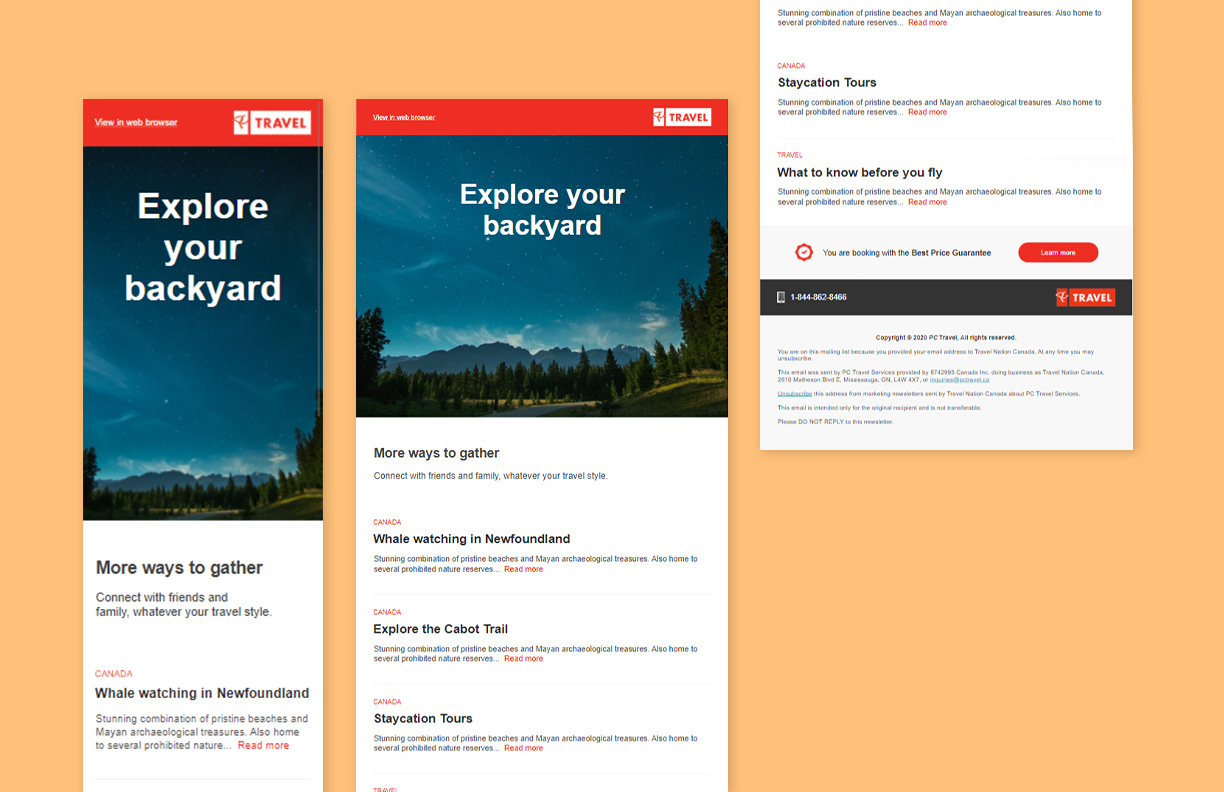 View in web browser
TRAVEL
Explore
your
backyard
More ways to gather
Connect with friends and
family, whatever your travel style.
CANADA
Whale watching in Newfoundland
Stunning combination of pristine beaches and
Mayan archaeological treasures. Also home
to several prohibited nature... Read more
View in web browser
TRAVEL
Explore your
backyard
More ways to gather
Connect with friends and family, whatever your travel style.
CANADA
Whale watching in Newfoundland
Stunning combination of pristine beaches and Mayan archaeological treasures. Also home to
several prohibited nature reserves... Read more
CANADA
Explore the Cabot Trail
Stunning combination of pristine beaches and Mayan archaeological treasures. Also home to
several prohibited nature reserves... Read more
CANADA
Staycation Tours
Stunning combination of pristine beaches and Mayan archaeological treasures. Also home to
several prohibited nature reserves... Read more
TRAVEL
Stunning combination of pristine beaches and Mayan archaeological treasures. Also home to
several prohibited nature reserves... Read more
CANADA
Staycation Tours
Stunning combination of pristine beaches and Mayan archaeological treasures. Also home to
several prohibited nature reserves... Read more
TRAVEL
What to know before you fly
Stunning combination of pristine beaches and Mayan archaeological treasures. Also home to
several prohibited nature reserves... Read more
You are booking with the Best Price Guarantee
Learn more
1-844-862-8466
TRAVEL
Copyright © 2020 PC Travel, All rights reserved.
You are on this mailing list because you provided your email address to Travel Nation Canada. At any time you may
unsubscribe.
This email was sent by PC Travel Services provided by 8742995 Canada Inc. doing business as Travel Nation Canada,
2810 Matheson Blvd E, Mississauga, ON, L4W 4X7, or inquiries@pctravel.ca
Unsubscribe this address from marketing newsletters sent by Travel Nation Canada about PC Travel Services.
This email is intended only for the original recipient and is not transferable.
Please DO NOT REPLY to this newsletter.